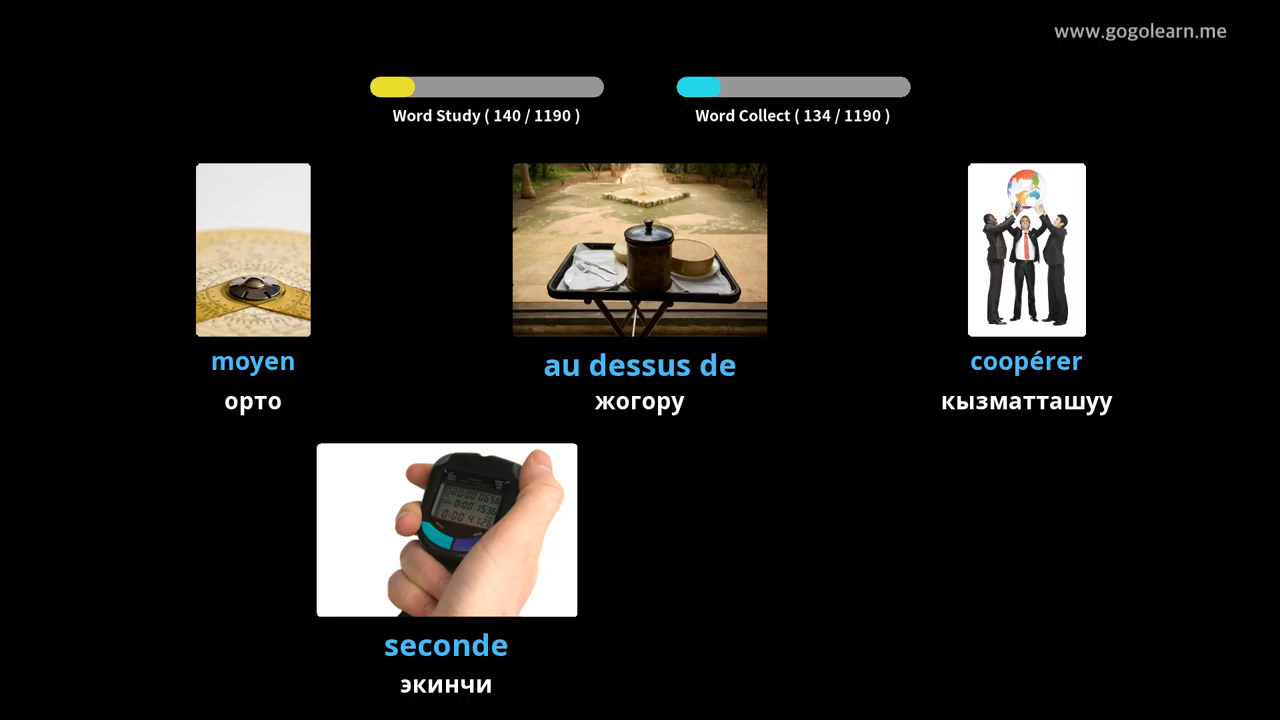 www.gogolearn.me
Word Study ( 140 / 1190 )
Word Collect ( 134 / 1190 )
moyen
орто
au dessus de
жогору
coopérer
кызматташуу
seconde
экинчи